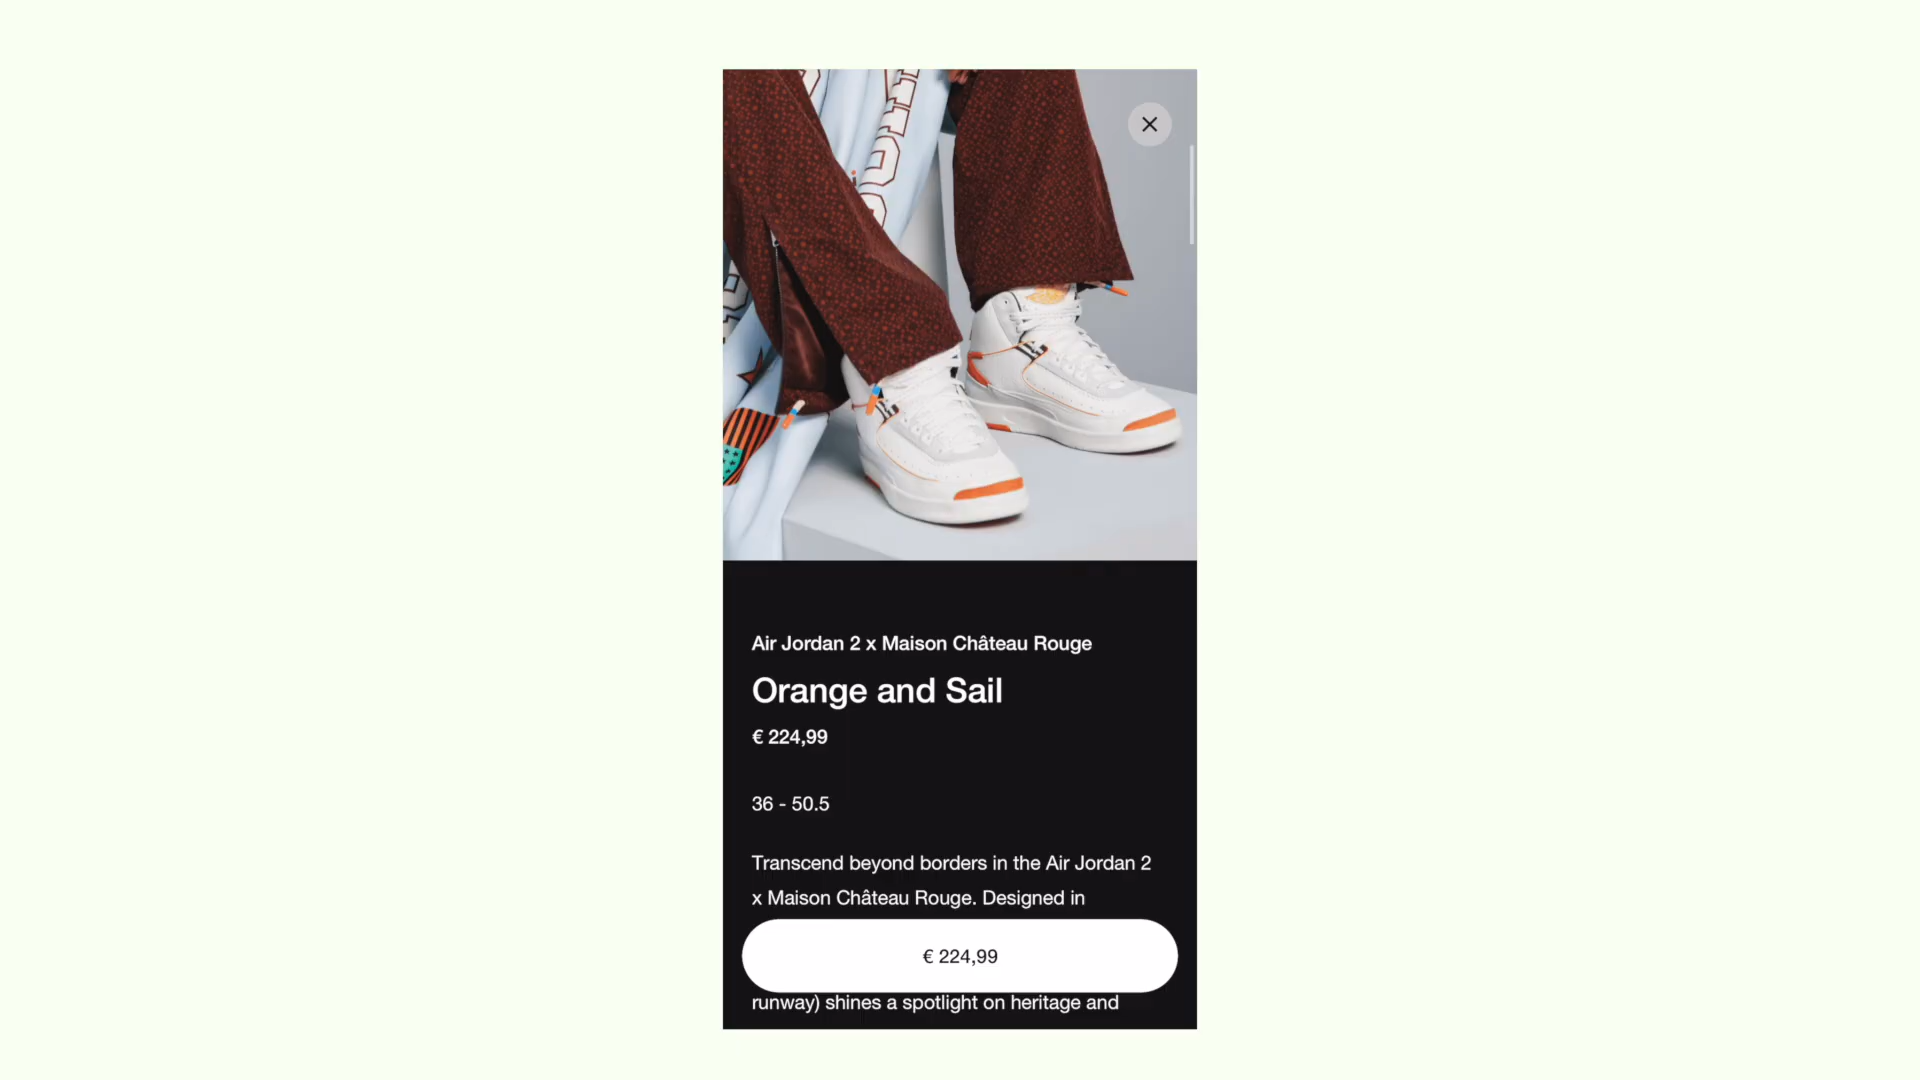 Air Jordan 2 x Maison Château Rouge
Orange and Sail
€ 224,99
36 - 50.5
Transcend beyond borders in the Air Jordan 2
x Maison Château Rouge. Designed in
€ 224,99
runway) shines a spotlight on heritage and